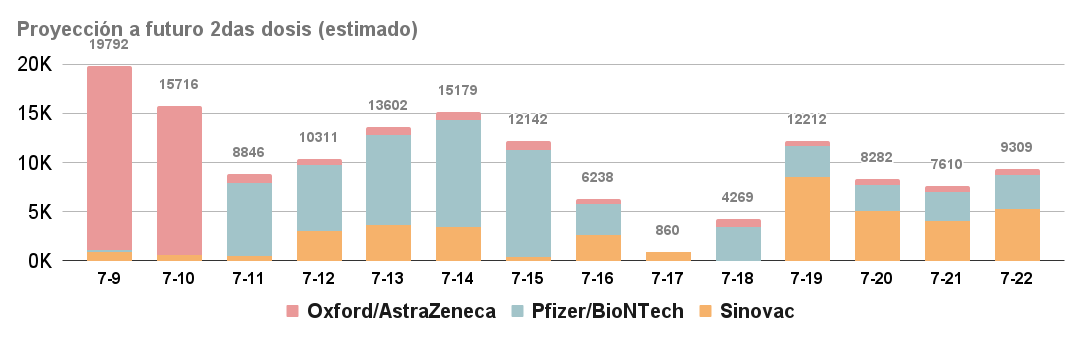 Proyección a futuro 2das dosis (estimado)
19792
20K
15716
15179
13602
15K
12142
12212
10311
8846
9309
8282
7610
10K
6238
4269
5K
860
0K
7-9 7-10 7-11 7-12 7-13 7-14 7-15 7-16 7-17 7-18 7-19 7-20 7-21 7-22
Oxford/AstraZeneca Pfizer/BioNTech Sinovac